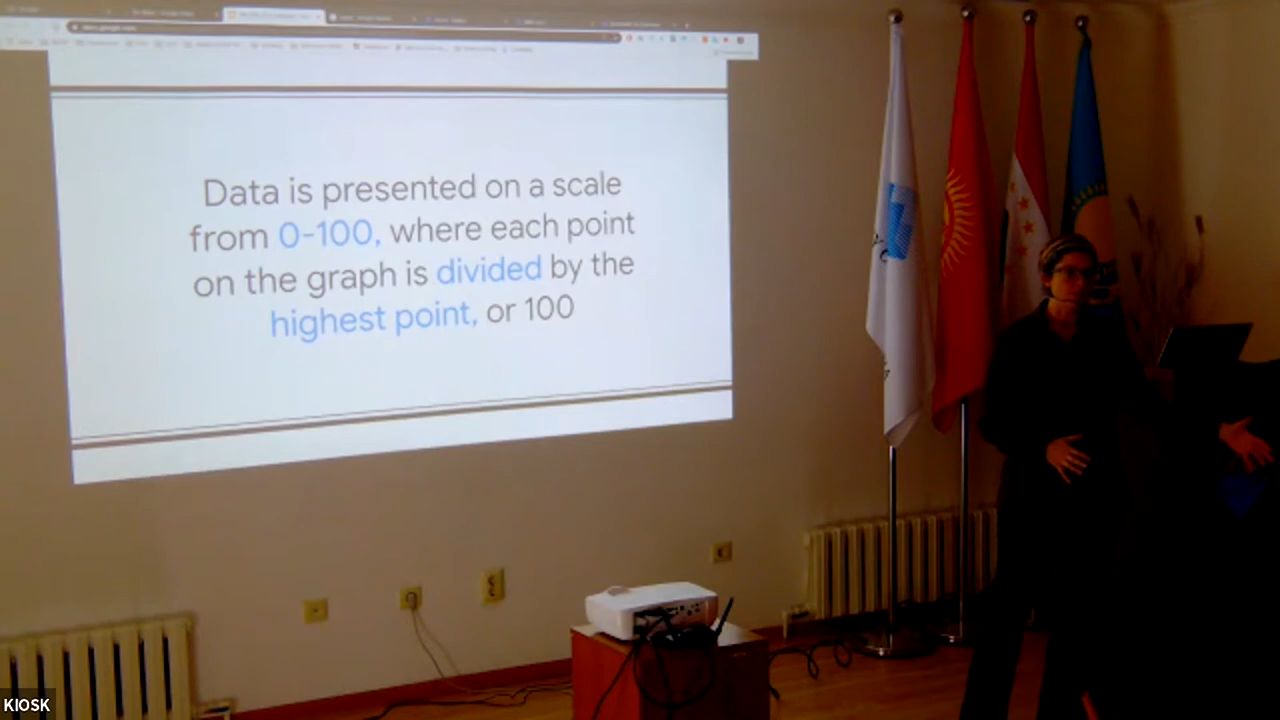 Data is presented on a scale
from 0-100, where each point
on the graph is divided by the
highest point, or 100
KIOSK